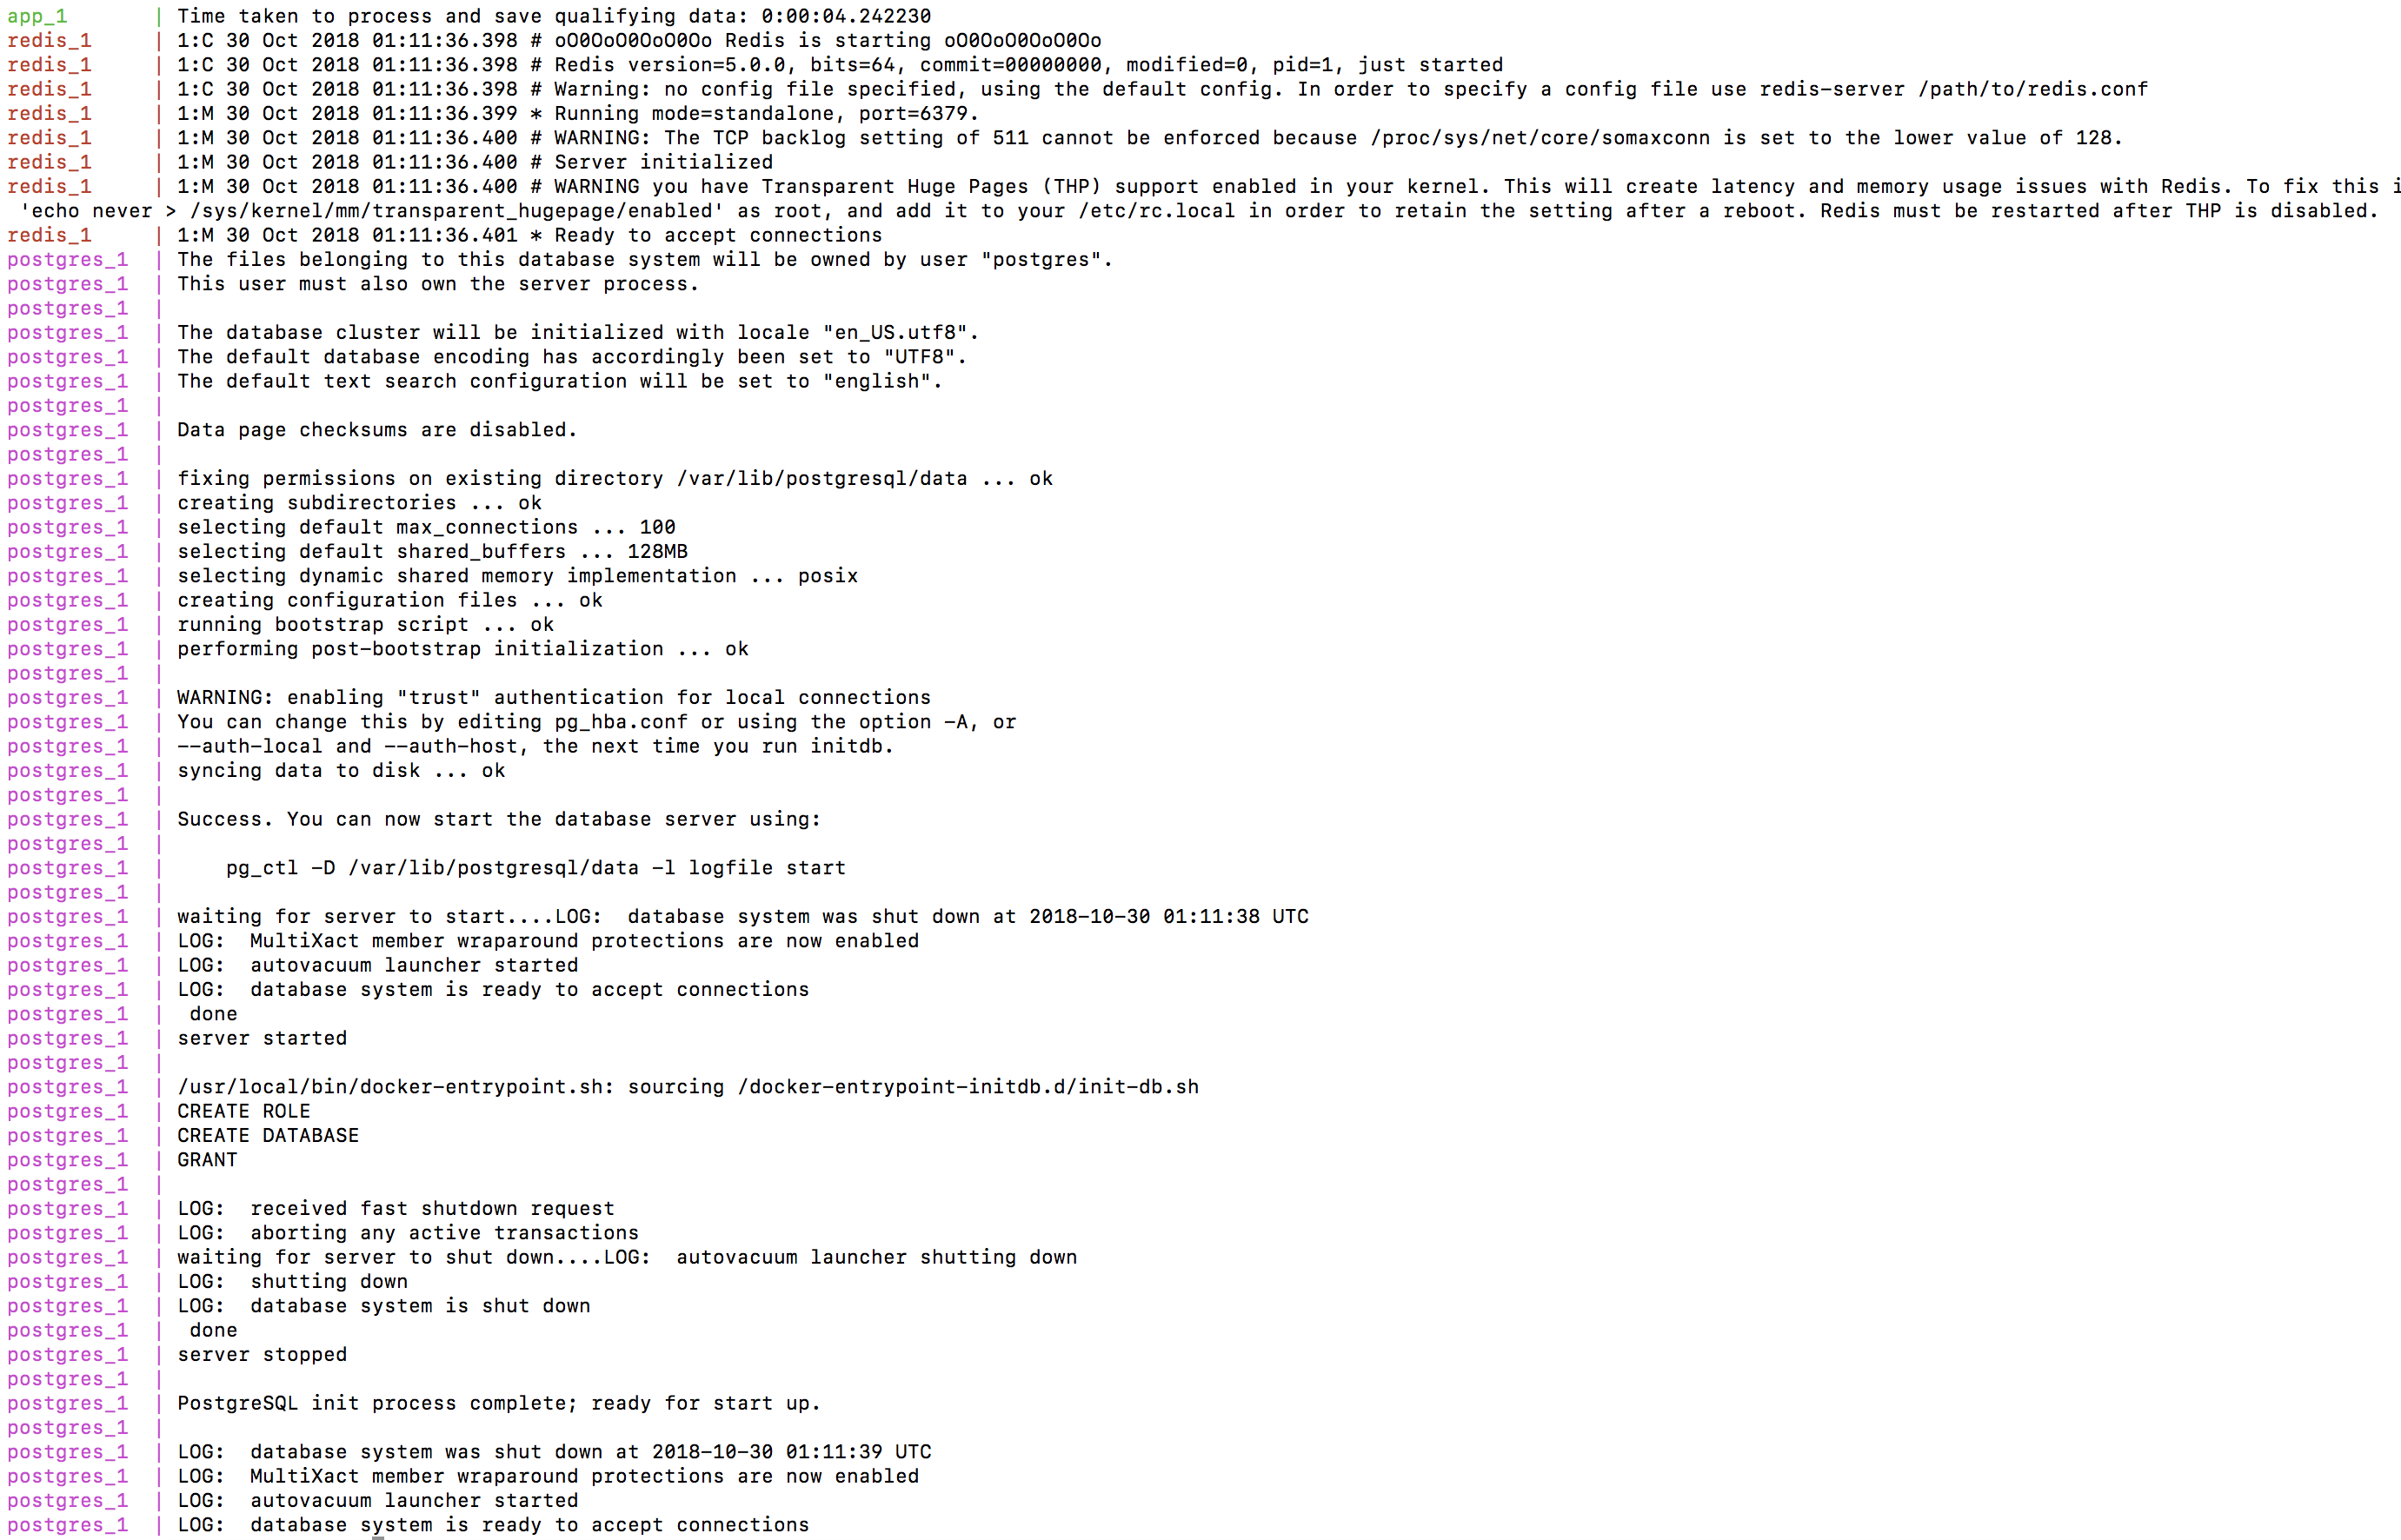 app_1       | Time taken to process and save qualifying data: 0:00:04.242230
redis_1     | 1:C 30 Oct 2018 01:11:36.398 # oO0OoO0OoO0Oo Redis is starting oO0OoO0OoO0Oo
redis_1     | 1:C 30 Oct 2018 01:11:36.398 # Redis version=5.0.0, bits=64, commit=00000000, modified=0, pid=1, just started
redis_1     | 1:C 30 Oct 2018 01:11:36.398 # Warning: no config file specified, using the default config. In order to specify a config file use redis-server /path/to/redis.conf
redis_1     | 1:M 30 Oct 2018 01:11:36.399 * Running mode=standalone, port=6379.
redis_1     | 1:M 30 Oct 2018 01:11:36.400 # WARNING: The TCP backlog setting of 511 cannot be enforced because /proc/sys/net/core/somaxconn is set to the lower value of 128.
redis_1     | 1:M 30 Oct 2018 01:11:36.400 # Server initialized
redis_1     | 1:M 30 Oct 2018 01:11:36.400 # WARNING you have Transparent Huge Pages (THP) support enabled in your kernel. This will create latency and memory usage issues with Redis. To fix this i
 'echo never > /sys/kernel/mm/transparent_hugepage/enabled' as root, and add it to your /etc/rc.local in order to retain the setting after a reboot. Redis must be restarted after THP is disabled.
redis_1     | 1:M 30 Oct 2018 01:11:36.401 * Ready to accept connections
postgres_1  | The files belonging to this database system will be owned by user "postgres".
postgres_1  | This user must also own the server process.
postgres_1  |
postgres_1  | The database cluster will be initialized with locale "en_US.utf8".
postgres_1  | The default database encoding has accordingly been set to "UTF8".
postgres_1  | The default text search configuration will be set to "english".
postgres_1  |
postgres_1  | Data page checksums are disabled.
postgres_1  |
postgres_1  | fixing permissions on existing directory /var/lib/postgresql/data ... ok
postgres_1  | creating subdirectories ... ok
postgres_1  | selecting default max_connections ... 100
postgres_1  | selecting default shared_buffers ... 128MB
postgres_1  | selecting dynamic shared memory implementation ... posix
postgres_1  | creating configuration files ... ok
postgres_1  | running bootstrap script ... ok
postgres_1  | performing post-bootstrap initialization ... ok
postgres_1  |
postgres_1  | WARNING: enabling "trust" authentication for local connections
postgres_1  | You can change this by editing pg_hba.conf or using the option -A, or
postgres_1  | --auth-local and --auth-host, the next time you run initdb.
postgres_1  | syncing data to disk ... ok
postgres_1  |
postgres_1  | Success. You can now start the database server using:
postgres_1  |
postgres_1  |     pg_ctl -D /var/lib/postgresql/data -l logfile start
postgres_1  |
postgres_1  | waiting for server to start....LOG:  database system was shut down at 2018-10-30 01:11:38 UTC
postgres_1  | LOG:  MultiXact member wraparound protections are now enabled
postgres_1  | LOG:  autovacuum launcher started
postgres_1  | LOG:  database system is ready to accept connections
postgres_1  |  done
postgres_1  | server started
postgres_1  |
postgres_1  | /usr/local/bin/docker-entrypoint.sh: sourcing /docker-entrypoint-initdb.d/init-db.sh
postgres_1  | CREATE ROLE
postgres_1  | CREATE DATABASE
postgres_1  | GRANT
postgres_1  |
postgres_1  | LOG:  received fast shutdown request
postgres_1  | LOG:  aborting any active transactions
postgres_1  | waiting for server to shut down....LOG:  autovacuum launcher shutting down
postgres_1  | LOG:  shutting down
postgres_1  | LOG:  database system is shut down
postgres_1  |  done
postgres_1  | server stopped
postgres_1  |
postgres_1  | PostgreSQL init process complete; ready for start up.
postgres_1  |
postgres_1  | LOG:  database system was shut down at 2018-10-30 01:11:39 UTC
postgres_1  | LOG:  MultiXact member wraparound protections are now enabled
postgres_1  | LOG:  autovacuum launcher started
postgres_1  | LOG:  database system is ready to accept connections